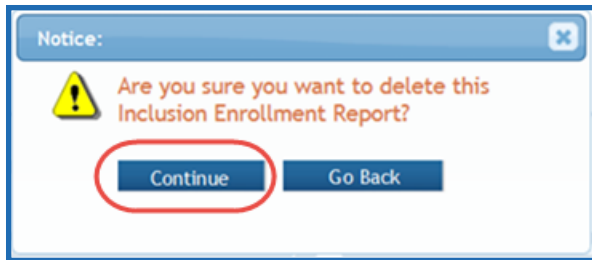 Notice:
Are you sure you want to delete this
Inclusion Enrollment Report?
Continue
Go Back